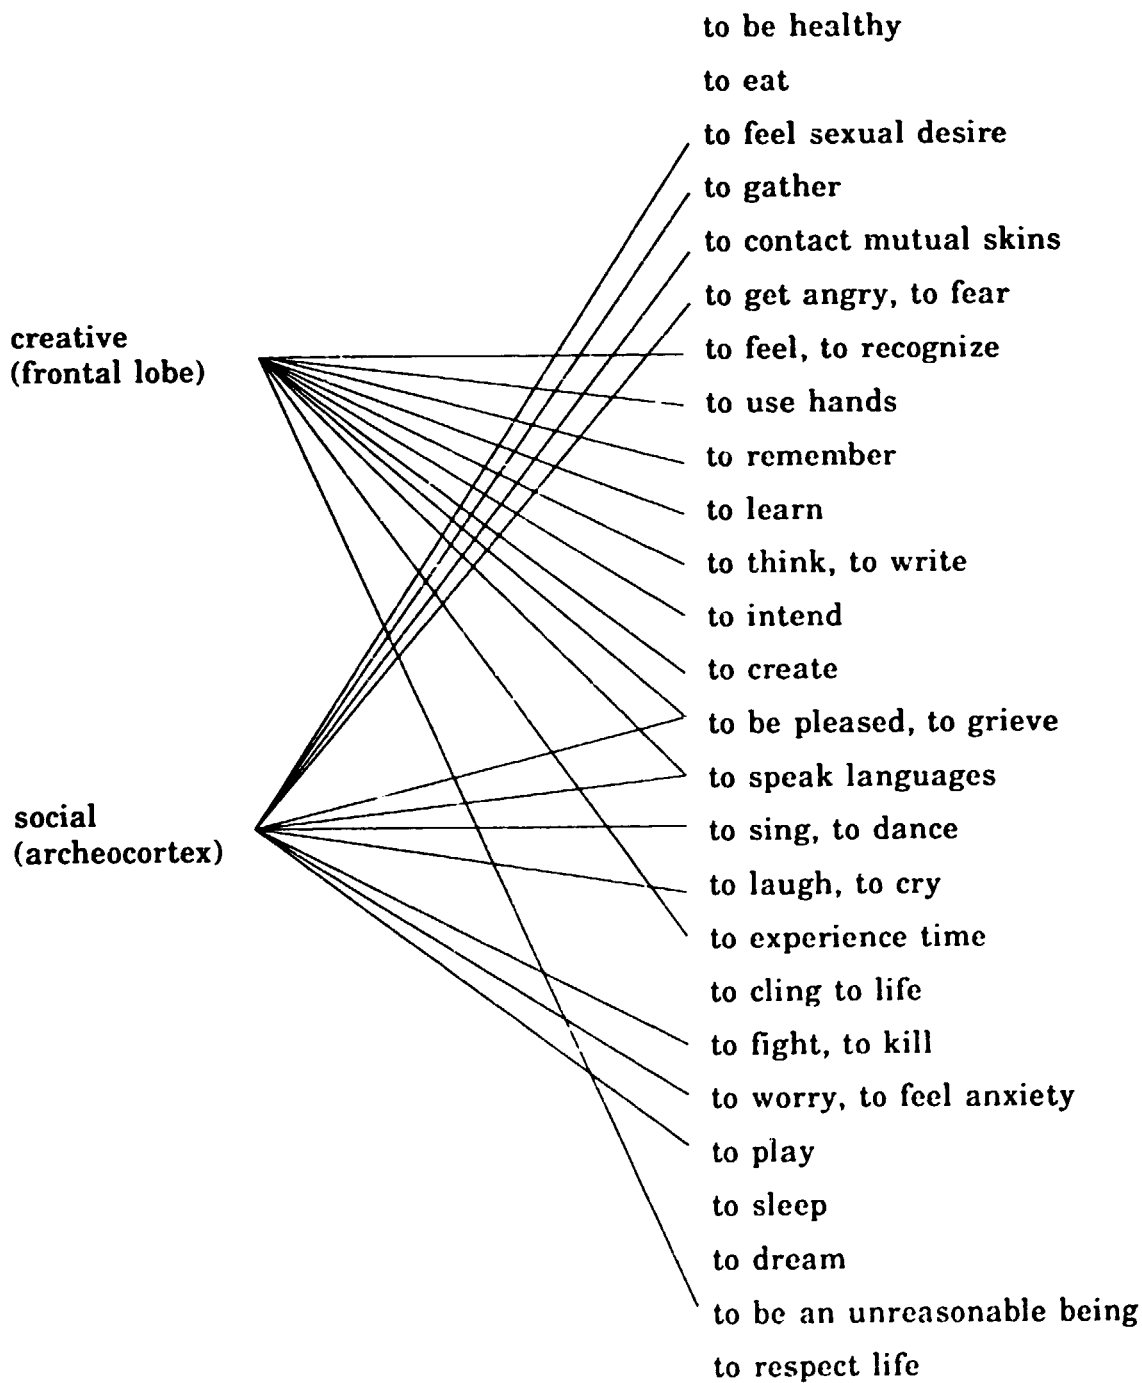 to be healthy
to eat
to feel sexual desire
to gather
to contact mutual skins
to get angry, to fear
creative
(frontal lobe)
to feel, to recognize
to use hands
to remember
to learn
to think, to write
to intend
to create
to be pleased, to grieve
to speak languages
social
(archeocortex)
to sing, to dance
to laugh, to cry
to experience time
to cling to life
to fight, to kill
to worry, to feel anxiety
to play
to sleep
to dream
to be an unreasonable being
to respect life